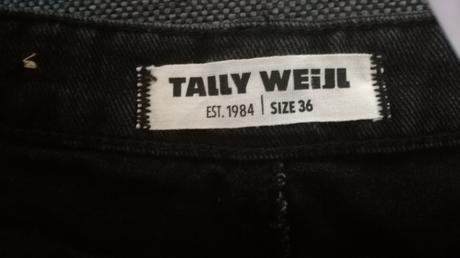 TALLY WEiJL
EST. 1984 | SIZE 36